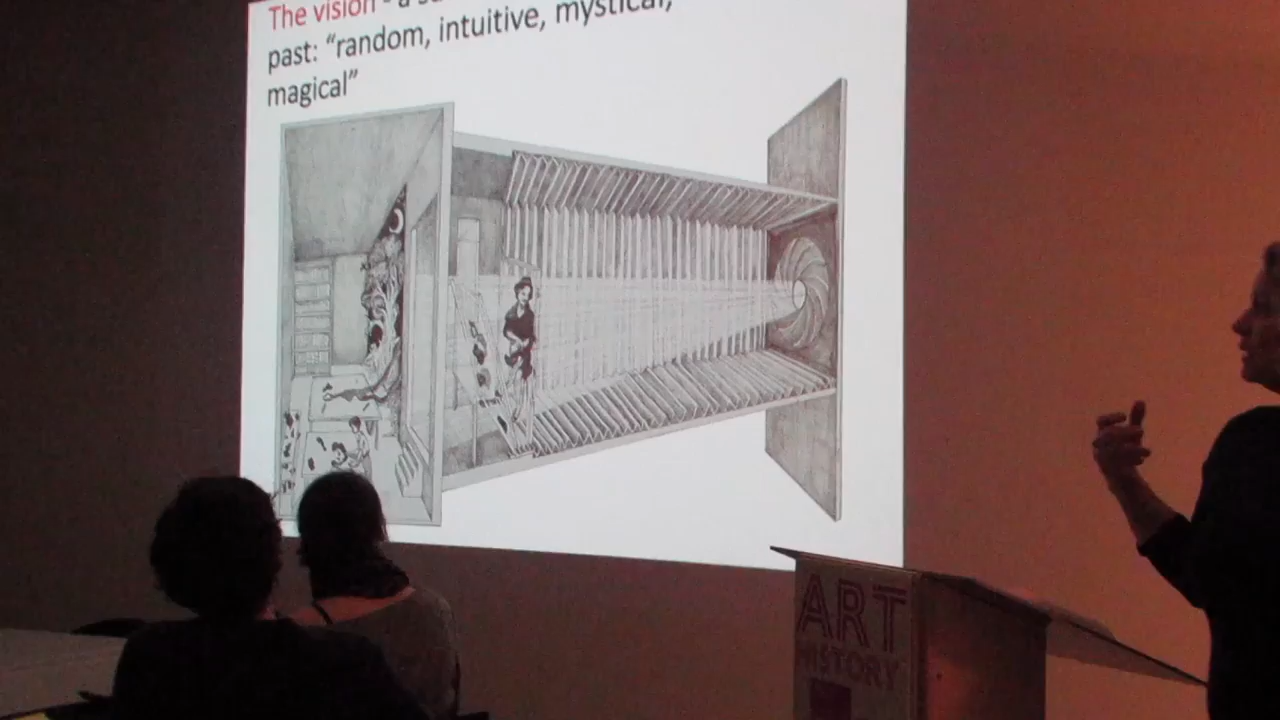 The vision - a
past: “random, intuitive, mystical,
magical”
ART
HISTORY